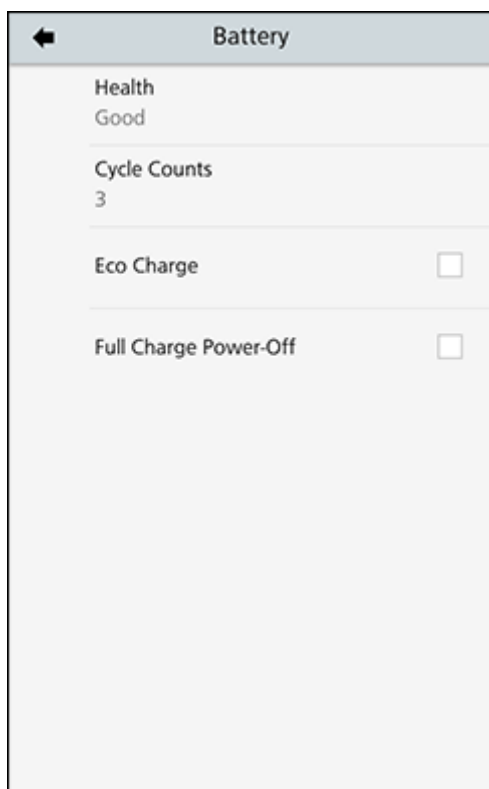 Battery
Health
Good
Cycle Counts
3
Eco Charge
Full Charge Power-Off